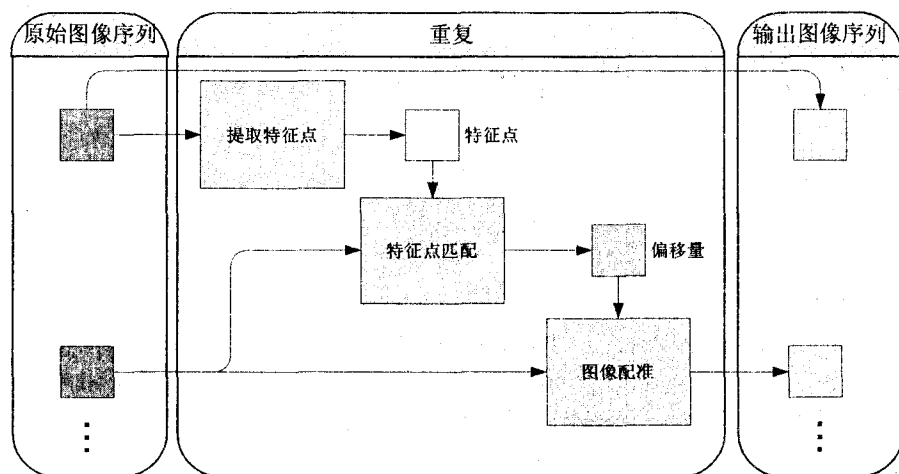 原始图像序列
重复
输出图像序列
提取特征点
特征点
特征点匹配
偏移量
图像配准